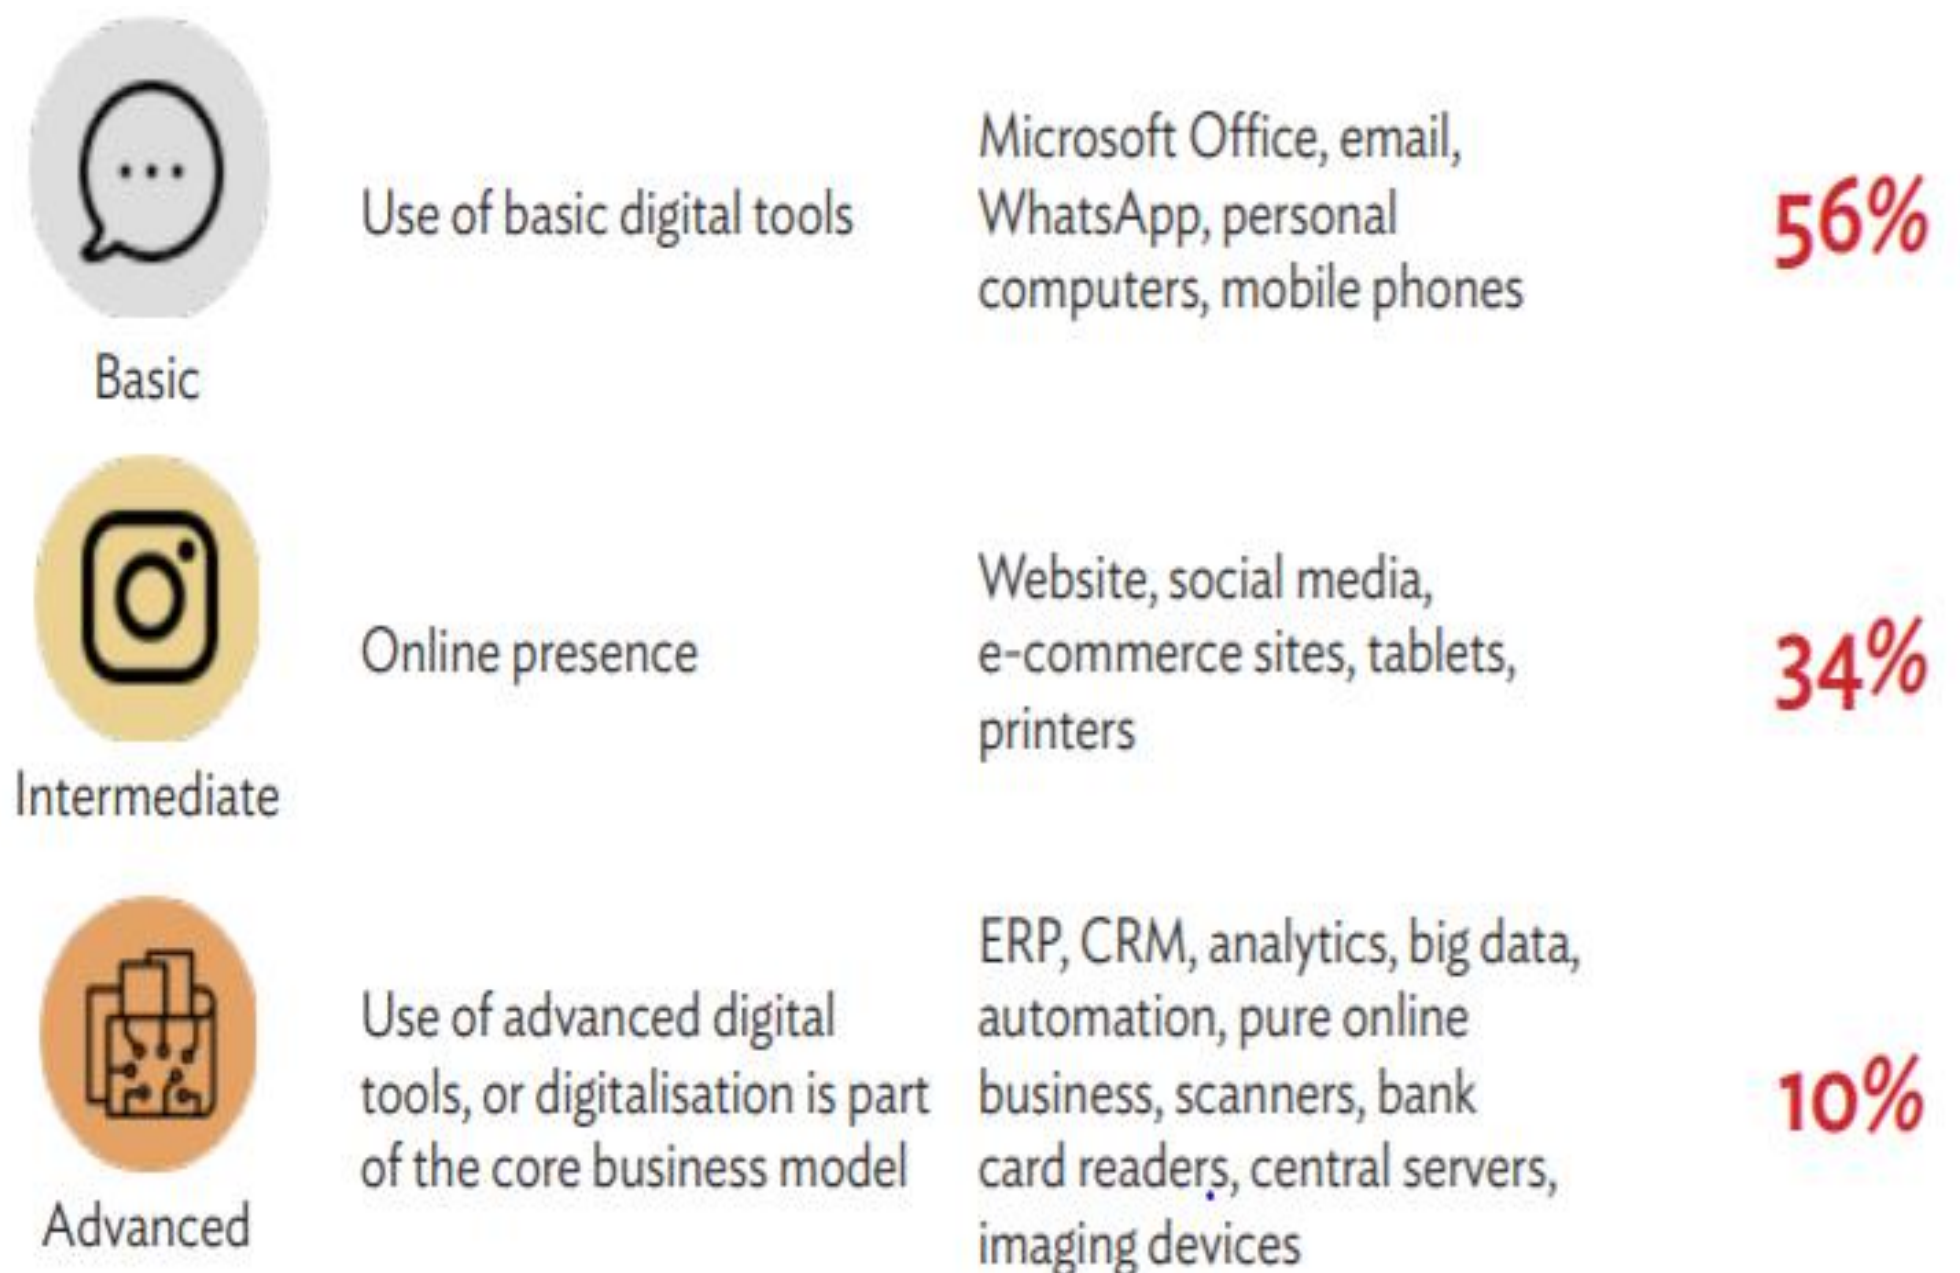 Basic
Use of basic digital tools
Microsoft Office, email,
WhatsApp, personal
computers, mobile phones
56%
Intermediate
Online presence
Website, social media,
e-commerce sites, tablets,
printers
34%
Advanced
Use of advanced digital
tools, or digitalisation is part
of the core business model
ERP, CRM, analytics, big data,
automation, pure online
business, scanners, bank
card readers, central servers,
imaging devices
10%